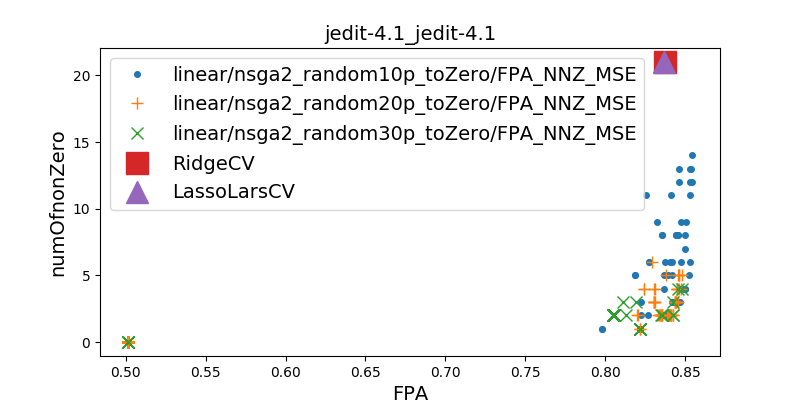 jedit-4.1_jedit-4.1
numOfnonZero
20
15
10
5
0
linear/nsga2_random10p_toZero/FPA_NNZ_MSE
linear/nsga2_random20p_toZero/FPA_NNZ_MSE
linear/nsga2_random30p_toZero/FPA_NNZ_MSE
RidgeCV
LassoLarsCV
0.50 0.55 0.60 0.65 0.70 0.75 0.80 0.85
FPA